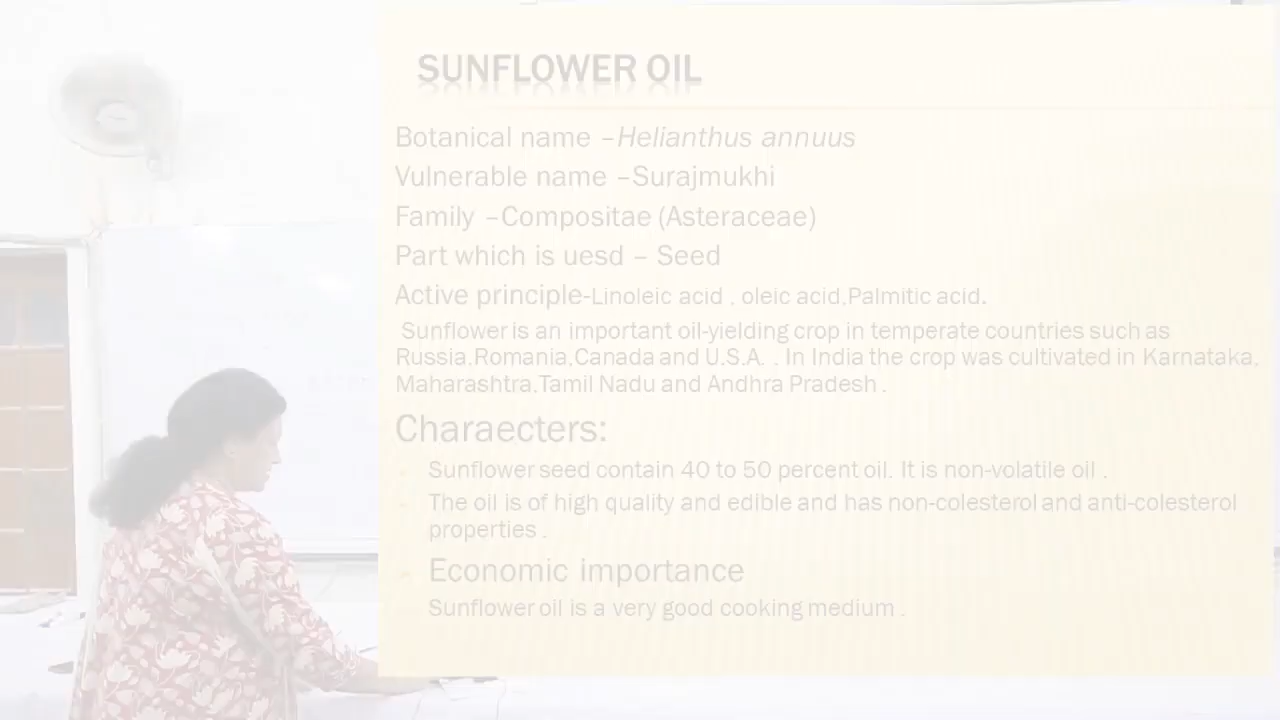 SUNFLOWER OIL
Botanical name –Helianthus annuus
Vulnerable name –Surajmukhi
Family –Compositae (Asteraceae)
Part which is uesd – Seed
Active principle-Linoleic acid , oleic acid,Palmitic acid.
Sunflower is an important oil-yielding crop in temperate countries such as
Russia,Romania,Canada and U.S.A. . In India the crop was cultivated in Karnataka,
Maharashtra,Tamil Nadu and Andhra Pradesh .
Charaecters:
Sunflower seed contain 40 to 50 percent oil. It is non-volatile oil .
The oil is of high quality and edible and has non-colesterol and anti-colesterol
properties .
Economic importance
Sunflower oil is a very good cooking medium .